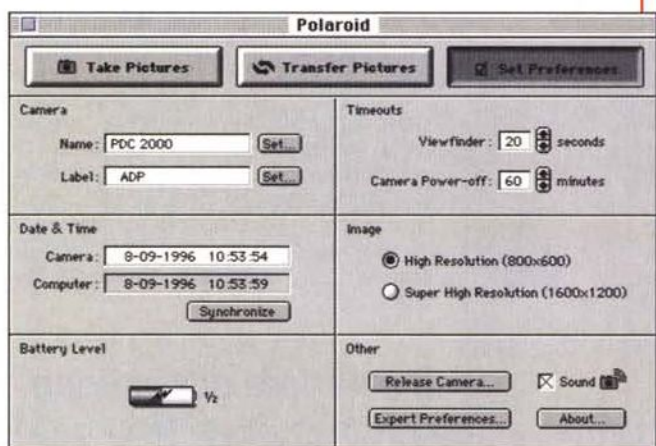 Polaroid
Take Pictures
Transfer Pictures
Set Preferences
Camera
Name: PDC 2000 Set...
Label: ADP Set...
Timeouts
Viewfinder: 20 seconds
Camera Power-off: 60 minutes
Date & Time
Camera: 8-09-1996 10:53:54
Computer: 8-09-1996 10:53:59
Synchronize
Image
High Resolution (800x600)
Super High Resolution (1600x1200)
Battery Level
1/2
Other
Release Camera... Sound
Expert Preferences... About...